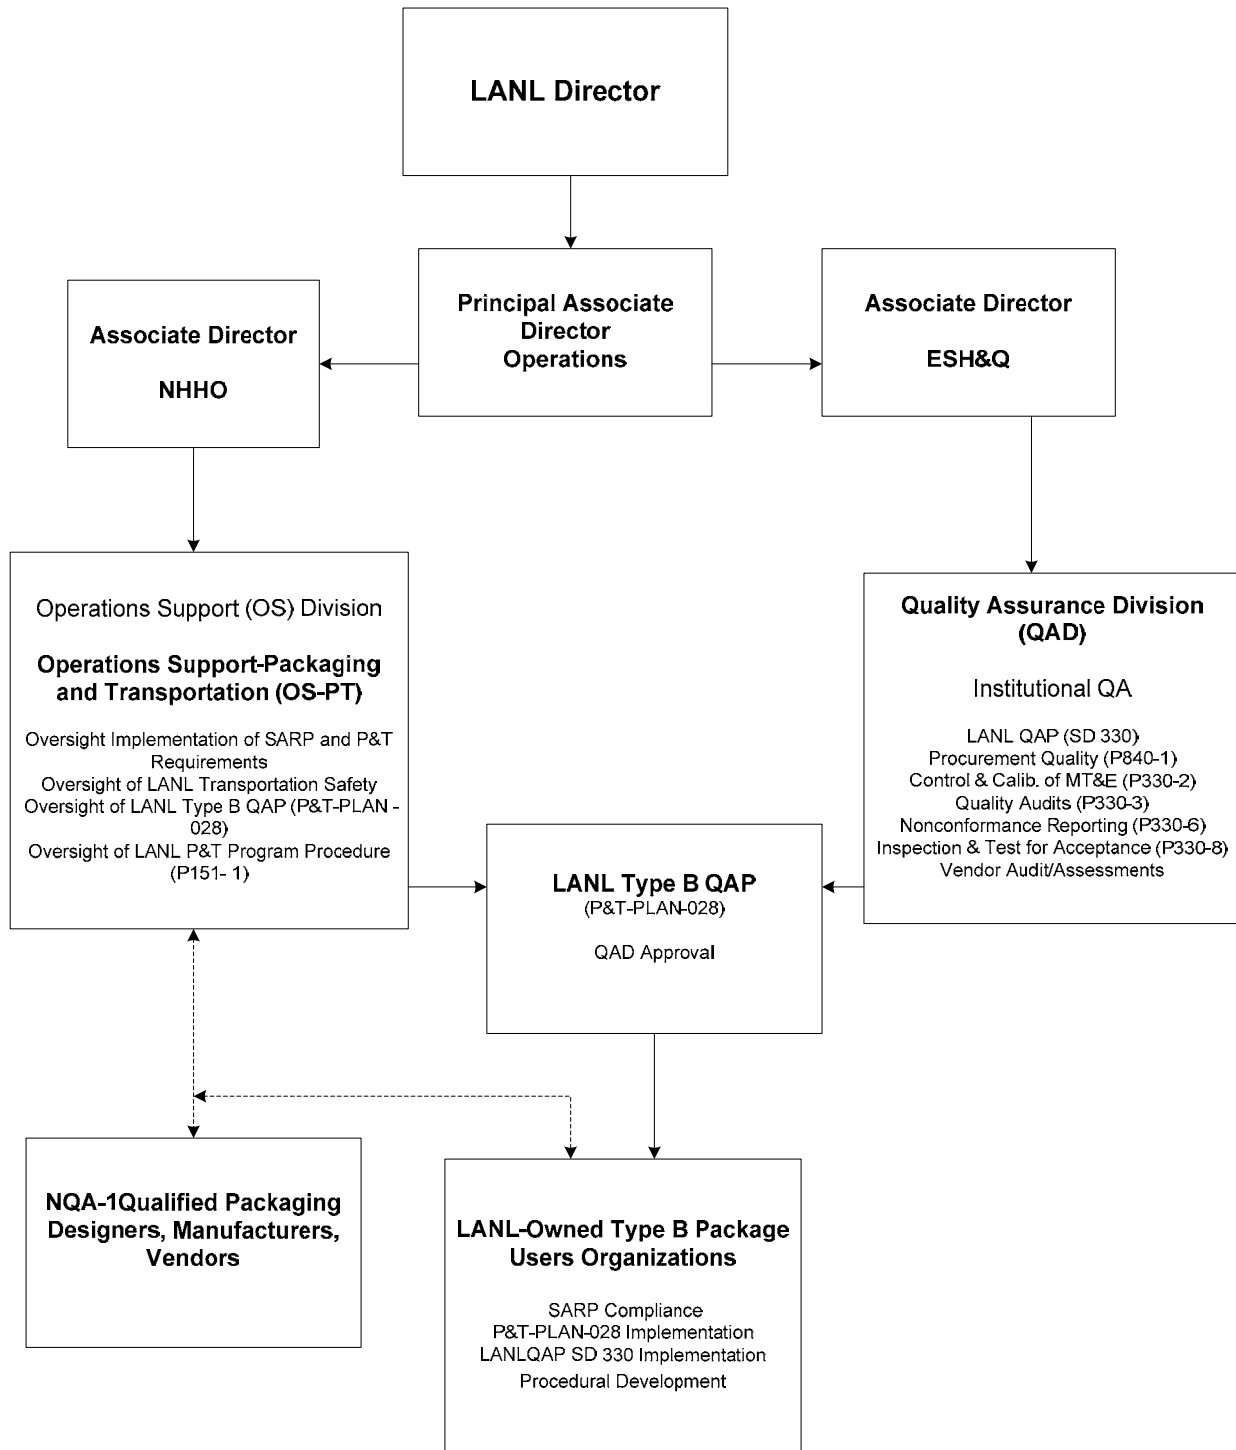 LANL Director
Principal Associate
Director
Operations
Associate Director
NHHO
Associate Director
ESH&Q
Operations Support (OS) Division
Operations Support-Packaging
and Transportation (OS-PT)
Oversight Implementation of SARP and P&T
Requirements
Oversight of LANL Transportation Safety
Oversight of LANL Type B QAP (P&T-PLAN -
028)
Oversight of LANL P&T Program Procedure
(P151- 1)
Quality Assurance Division
(QAD)
Institutional QA
LANL QAP (SD 330)
Procurement Quality (P840-1)
Control & Calib. of MT&E (P330-2)
Quality Audits (P330-3)
Nonconformance Reporting (P330-6)
Inspection & Test for Acceptance (P330-8)
Vendor Audit/Assessments
LANL Type B QAP
(P&T-PLAN-028)
QAD Approval
NQA-1Qualified Packaging
Designers, Manufacturers,
Vendors
LANL-Owned Type B Package
Users Organizations
SARP Compliance
P&T-PLAN-028 Implementation
LANLQAP SD 330 Implementation
Procedural Development